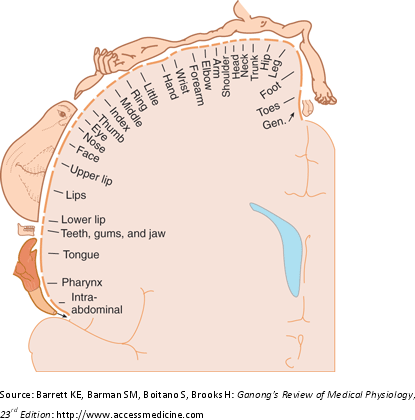 Leg
Hip
Trunk
Neck
Head
Shoulder
Arm
Elbow
Forearm
Wrist
Hand
Little
Ring
Middle
Index
Thumb
Eye
Nose
Face
Upper lip
Lips
Lower lip
Teeth, gums, and jaw
Tongue
Pharynx
Intra-
abdominal
Foot
Toes
Gen.
Source: Barrett KE, Barman SM, Boitano S, Brooks H: Ganong's Review of Medical Physiology,
23rd Edition: http://www.accessmedicine.com